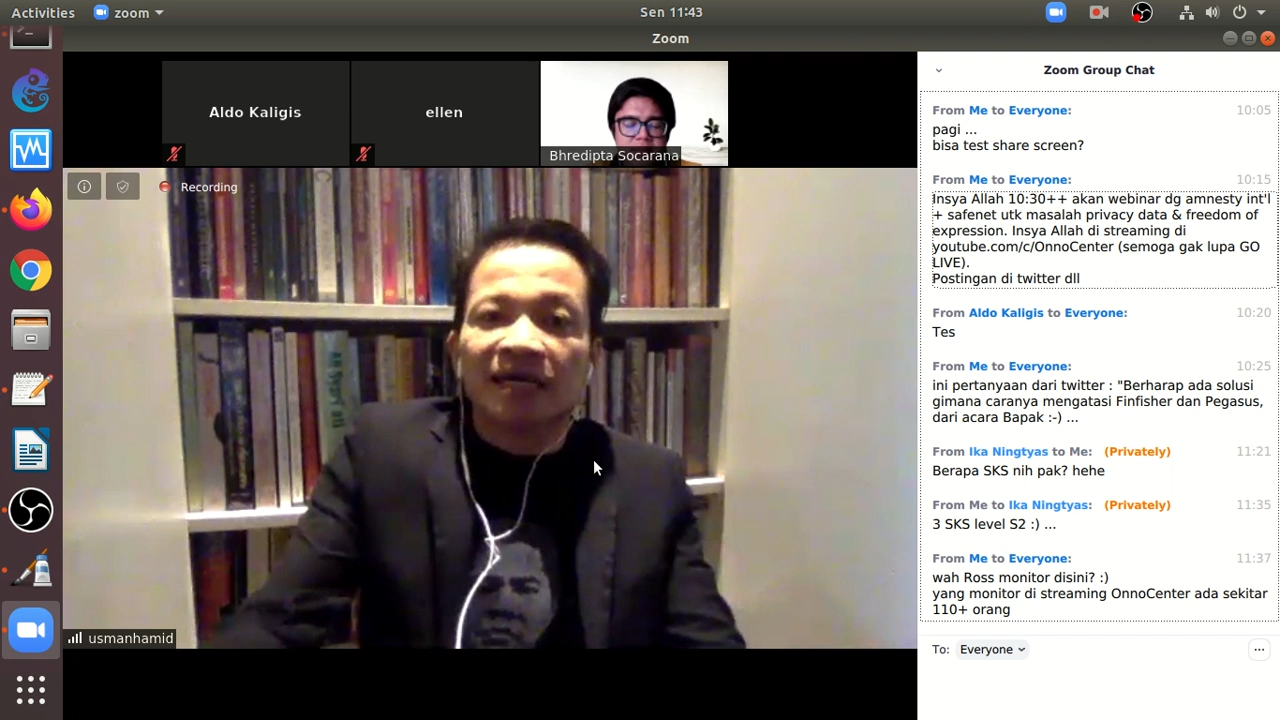 Activities
zoom
Sen 11:43
Zoom
Aldo Kaligis
ellen
Bhredipta Socarana
Recording
usmanhamid
Zoom Group Chat
From Me to Everyone: 10:05
pagi ...
bisa test share screen?
From Me to Everyone: 10:15
Insya Allah 10:30++ akan webinar dg amnesty int'l
+ safenet utk masalah privacy data & freedom of
expression. Insya Allah di streaming di
youtube.com/c/OnnoCenter (semoga gak lupa GO
LIVE).
Postingan di twitter dll
From Aldo Kaligis to Everyone: 10:20
Tes
From Me to Everyone: 10:25
ini pertanyaan dari twitter : "Berharap ada solusi
gimana caranya mengatasi Finfisher dan Pegasus,
dari acara Bapak :-) ...
From Ika Ningtyas to Me: (Privately) 11:21
Berapa SKS nih pak? hehe
From Me to Ika Ningtyas: (Privately) 11:35
3 SKS level S2 :) ...
From Me to Everyone: 11:37
wah Ross monitor disini? :)
yang monitor di streaming OnnoCenter ada sekitar
110+ orang
To: Everyone